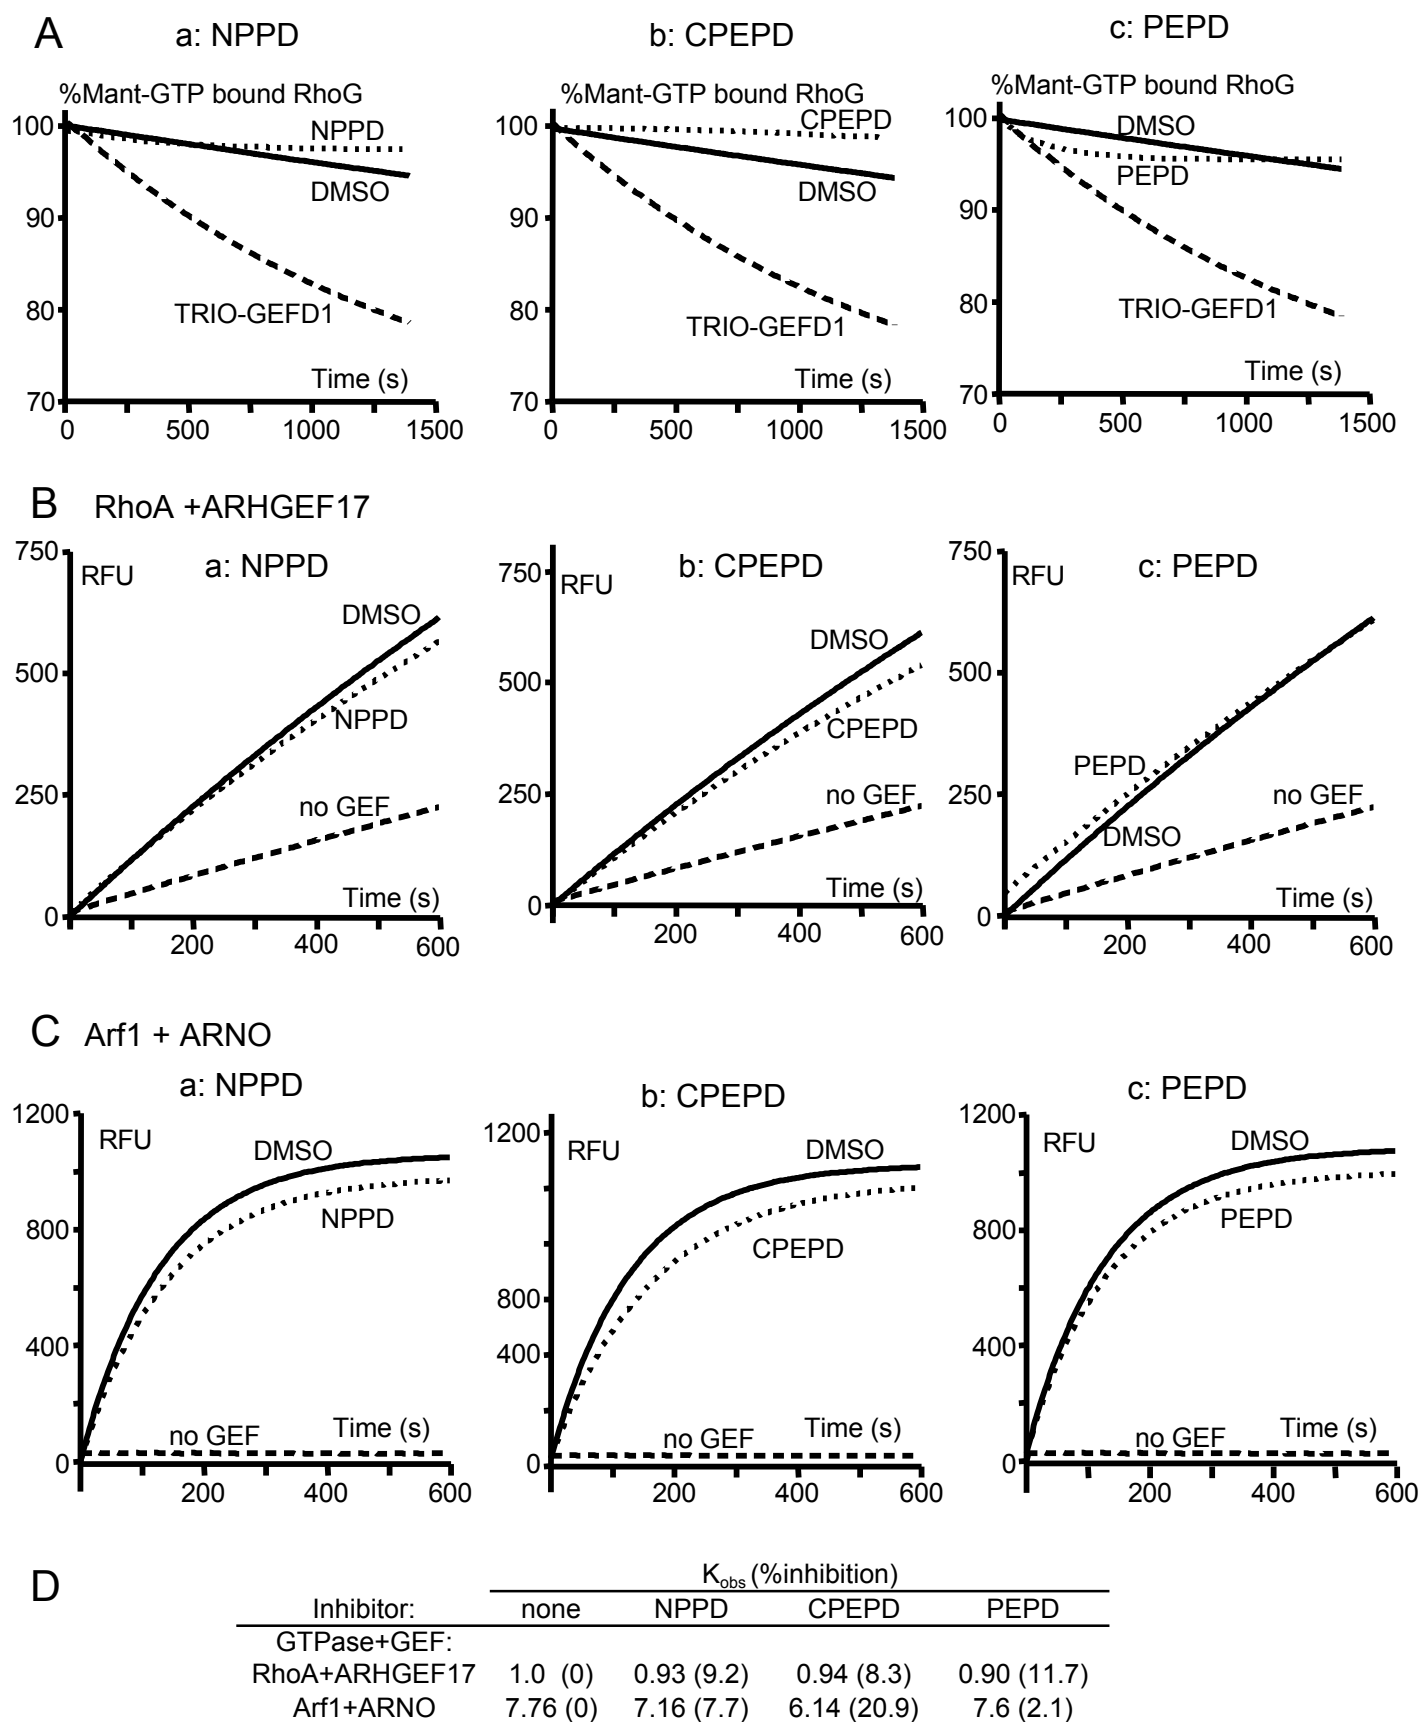 A
a: NPPD
b: CPEPD
c: PEPD
%Mant-GTP bound RhoG
100
90
80
70
NPPD
DMSO
TRIO-GEFD1
Time (s)
0 500 1000 1500
%Mant-GTP bound RhoG
100
90
80
70
CPEPD
DMSO
TRIO-GEFD1
Time (s)
0 500 1000 1500
%Mant-GTP bound RhoG
100
90
80
70
DMSO
PEPD
TRIO-GEFD1
Time (s)
0 500 1000 1500
B RhoA +ARHGEF17
a: NPPD
750
500
250
0
RFU
DMSO
NPPD
no GEF
Time (s)
200 400 600
b: CPEPD
750
500
250
0
RFU
DMSO
CPEPD
no GEF
Time (s)
200 400 600
c: PEPD
750
500
250
0
RFU
PEPD
DMSO
no GEF
Time (s)
200 400 600
C Arf1 + ARNO
a: NPPD
1200
800
400
0
RFU
DMSO
NPPD
no GEF
Time (s)
200 400 600
b: CPEPD
1200
800
400
0
RFU
DMSO
CPEPD
no GEF
Time (s)
200 400 600
c: PEPD
1200
800
400
0
RFU
DMSO
PEPD
no GEF
Time (s)
200 400 600
D
Kobs (%inhibition)
Inhibitor: none NPPD CPEPD PEPD
GTPase+GEF:
RhoA+ARHGEF17 1.0 (0) 0.93 (9.2) 0.94 (8.3) 0.90 (11.7)
Arf1+ARNO 7.76 (0) 7.16 (7.7) 6.14 (20.9) 7.6 (2.1)